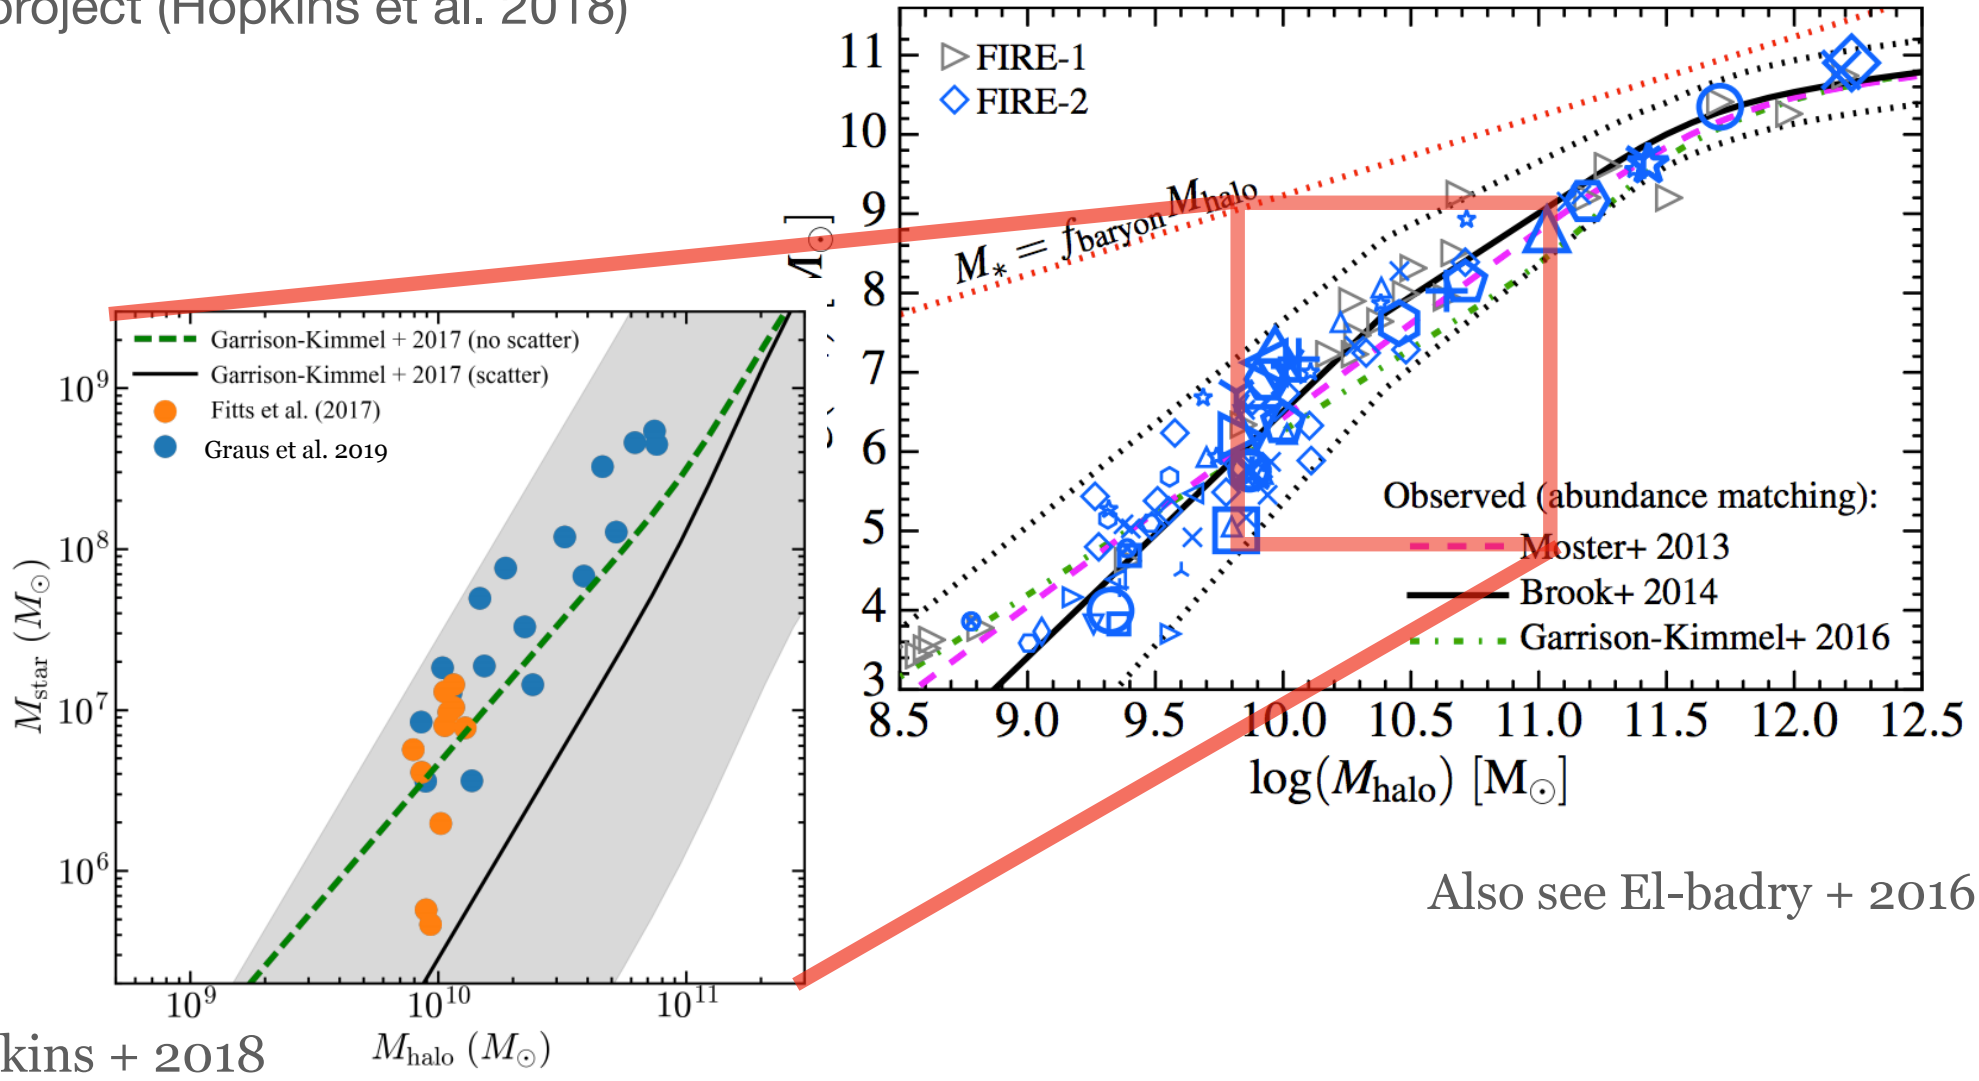 project (Hopkins et al. 2018)
FIRE-1
FIRE-2
M* = fbaryon Mhalo
11
10
9
8
7
6
5
4
3
8.5 9.0 9.5 10.0 10.5 11.0 11.5 12.0 12.5
log(Mhalo) [M⊙]
Observed (abundance matching):
Moster+ 2013
Brook+ 2014
Garrison-Kimmel+ 2016
Garrison-Kimmel + 2017 (no scatter)
Garrison-Kimmel + 2017 (scatter)
Fitts et al. (2017)
Graus et al. 2019
10⁹
10⁸
10⁷
10⁶
Mstar (M⊙)
10⁹ 10¹⁰ 10¹¹
Mhalo (M⊙)
Also see El-badry + 2016
kins + 2018